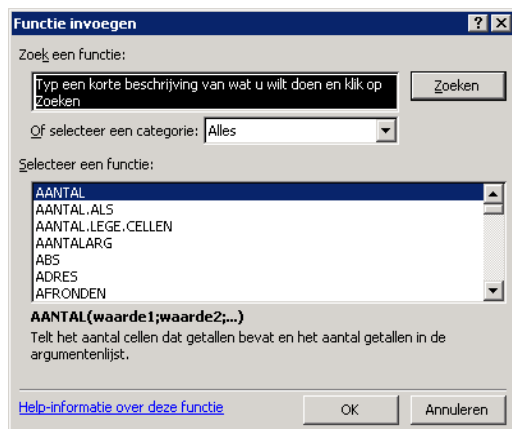 Functie invoegen
Zoek een functie:
Typ een korte beschrijving van wat u wilt doen en klik op
Zoeken
Zoeken
Of selecteer een categorie: Alles
Selecteer een functie:
AANTAL
AANTAL.ALS
AANTAL.LEGE.CELLEN
AANTALARG
ABS
ADRES
AFRONDEN
AANTAL(waarde1;waarde2;...)
Telt het aantal cellen dat getallen bevat en het aantal getallen in de
argumentenlijst.
Help-informatie over deze functie
OK
Annuleren